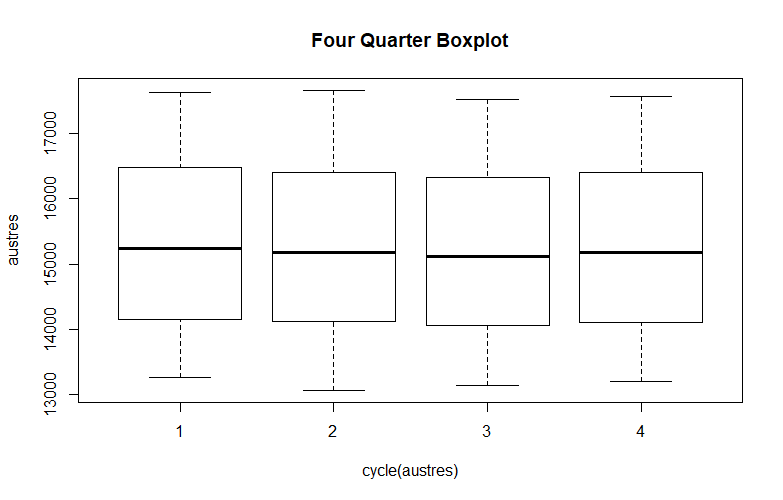 Four Quarter Boxplot
17000
16000
15000
14000
13000
austres
1 2 3 4
cycle(austres)